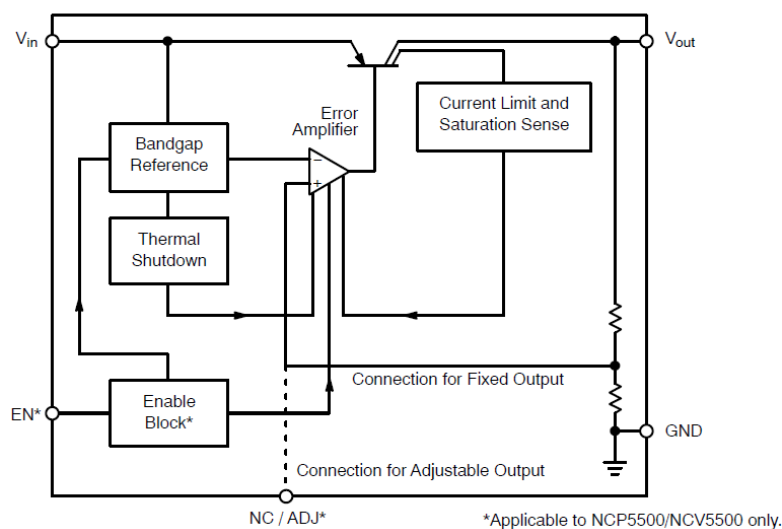 Vin
Vout
Error
Amplifier
Current Limit and
Saturation Sense
Bandgap
Reference
−
+
Thermal
Shutdown
Connection for Fixed Output
EN*
Enable
Block*
GND
Connection for Adjustable Output
NC / ADJ*
*Applicable to NCP5500/NCV5500 only.